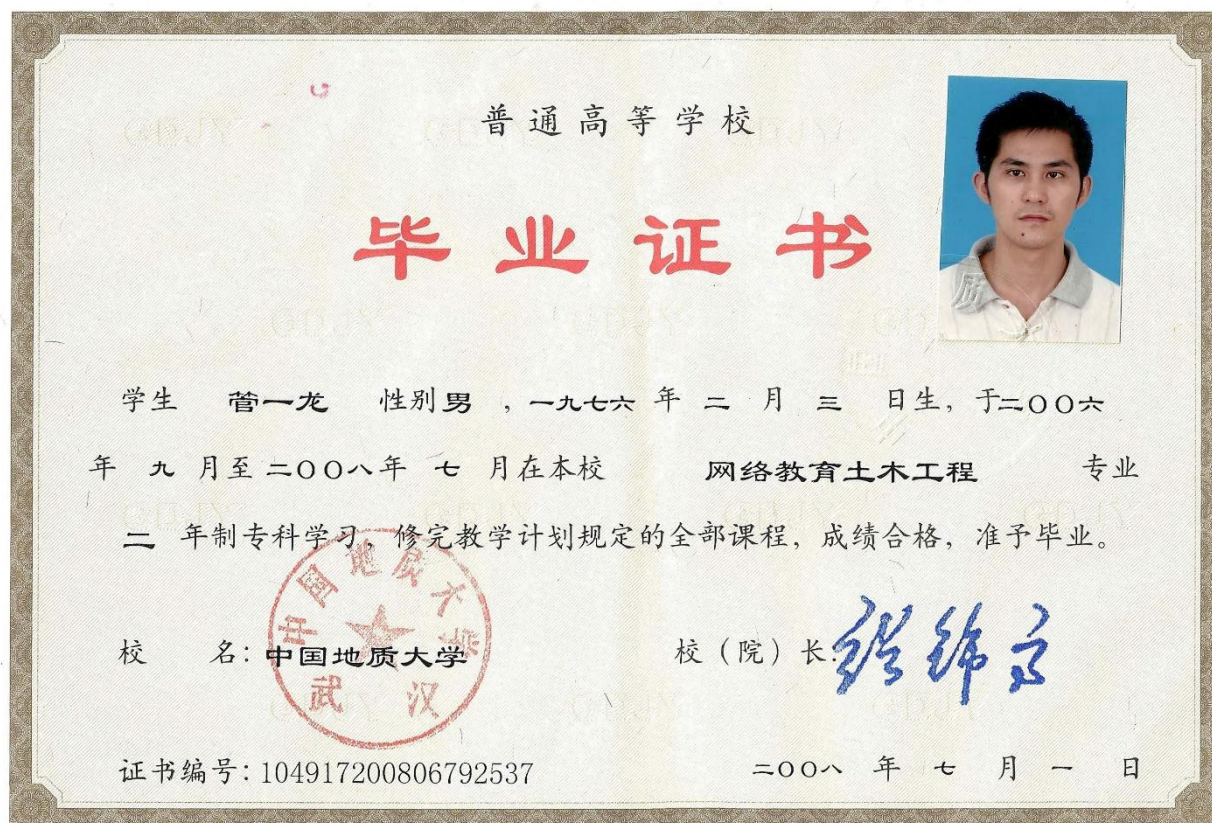 普通高等学校
毕业证书
学生 菅一龙 性别 男 ，一九七六 年 二 月 三 日生，于二〇〇六
年 九 月至 二〇〇八年 七 月在本校 网络教育土木工程 专业
二 年制专科学习，修完教学计划规定的全部课程，成绩合格，准予毕业。
中国地质大学
武汉
校 名：中国地质大学
校（院）长：
证书编号：104917200806792537
二〇〇八 年 七 月 一 日